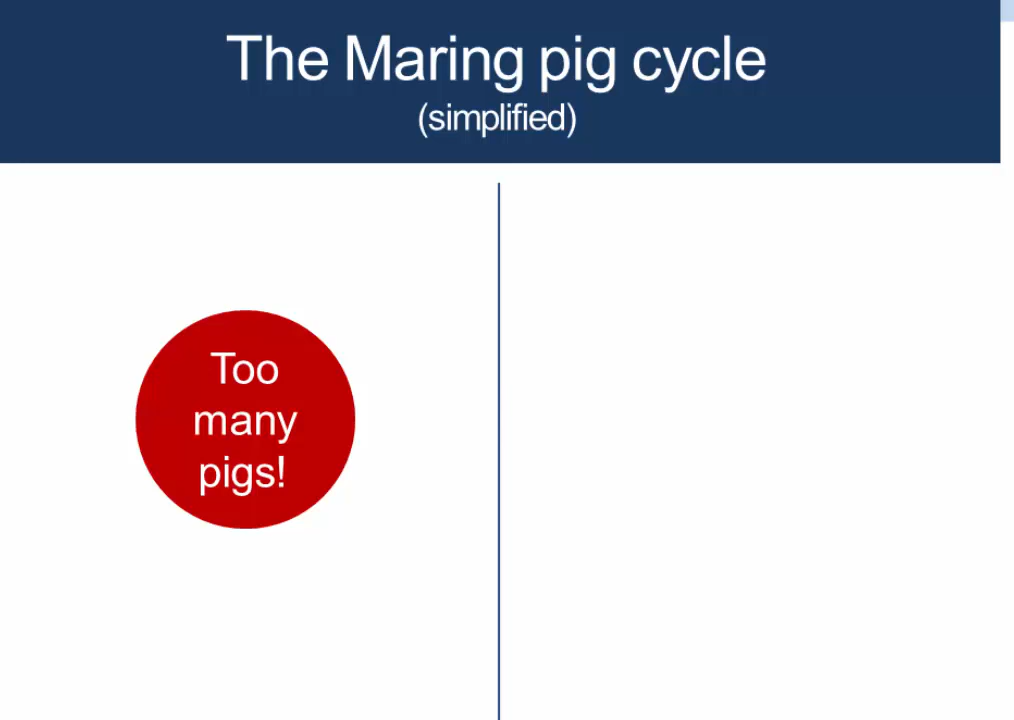 The Maring pig cycle
(simplified)
Too
many
pigs!